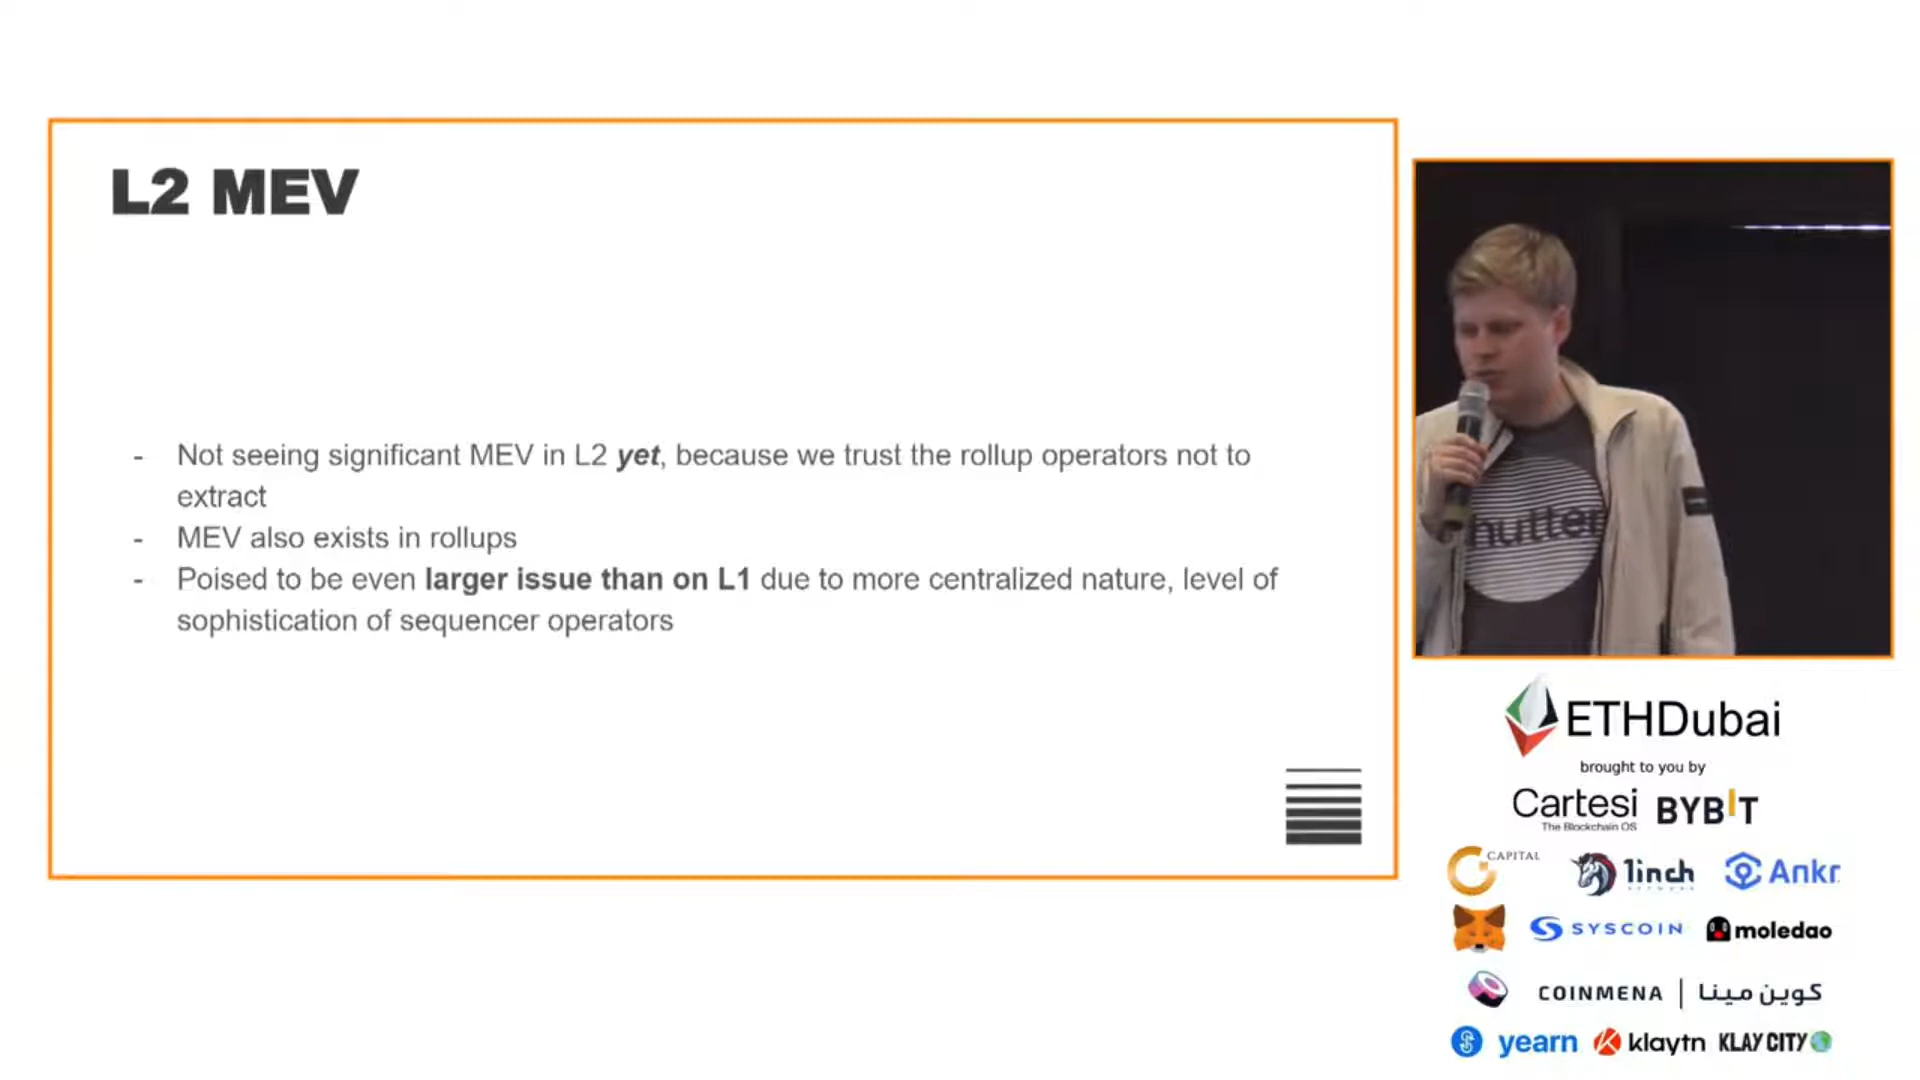 L2 MEV
- Not seeing significant MEV in L2 yet, because we trust the rollup operators not to
extract
- MEV also exists in rollups
- Poised to be even larger issue than on L1 due to more centralized nature, level of
sophistication of sequencer operators
hutter
ETHDubai
brought to you by
Cartesi
The Blockchain OS
BYBIT
CAPITAL
1inch
NETWORK
Ankr
SYSCOIN
moledao
COINMENA | كوين مينا
yearn
klaytn
KLAY CITY